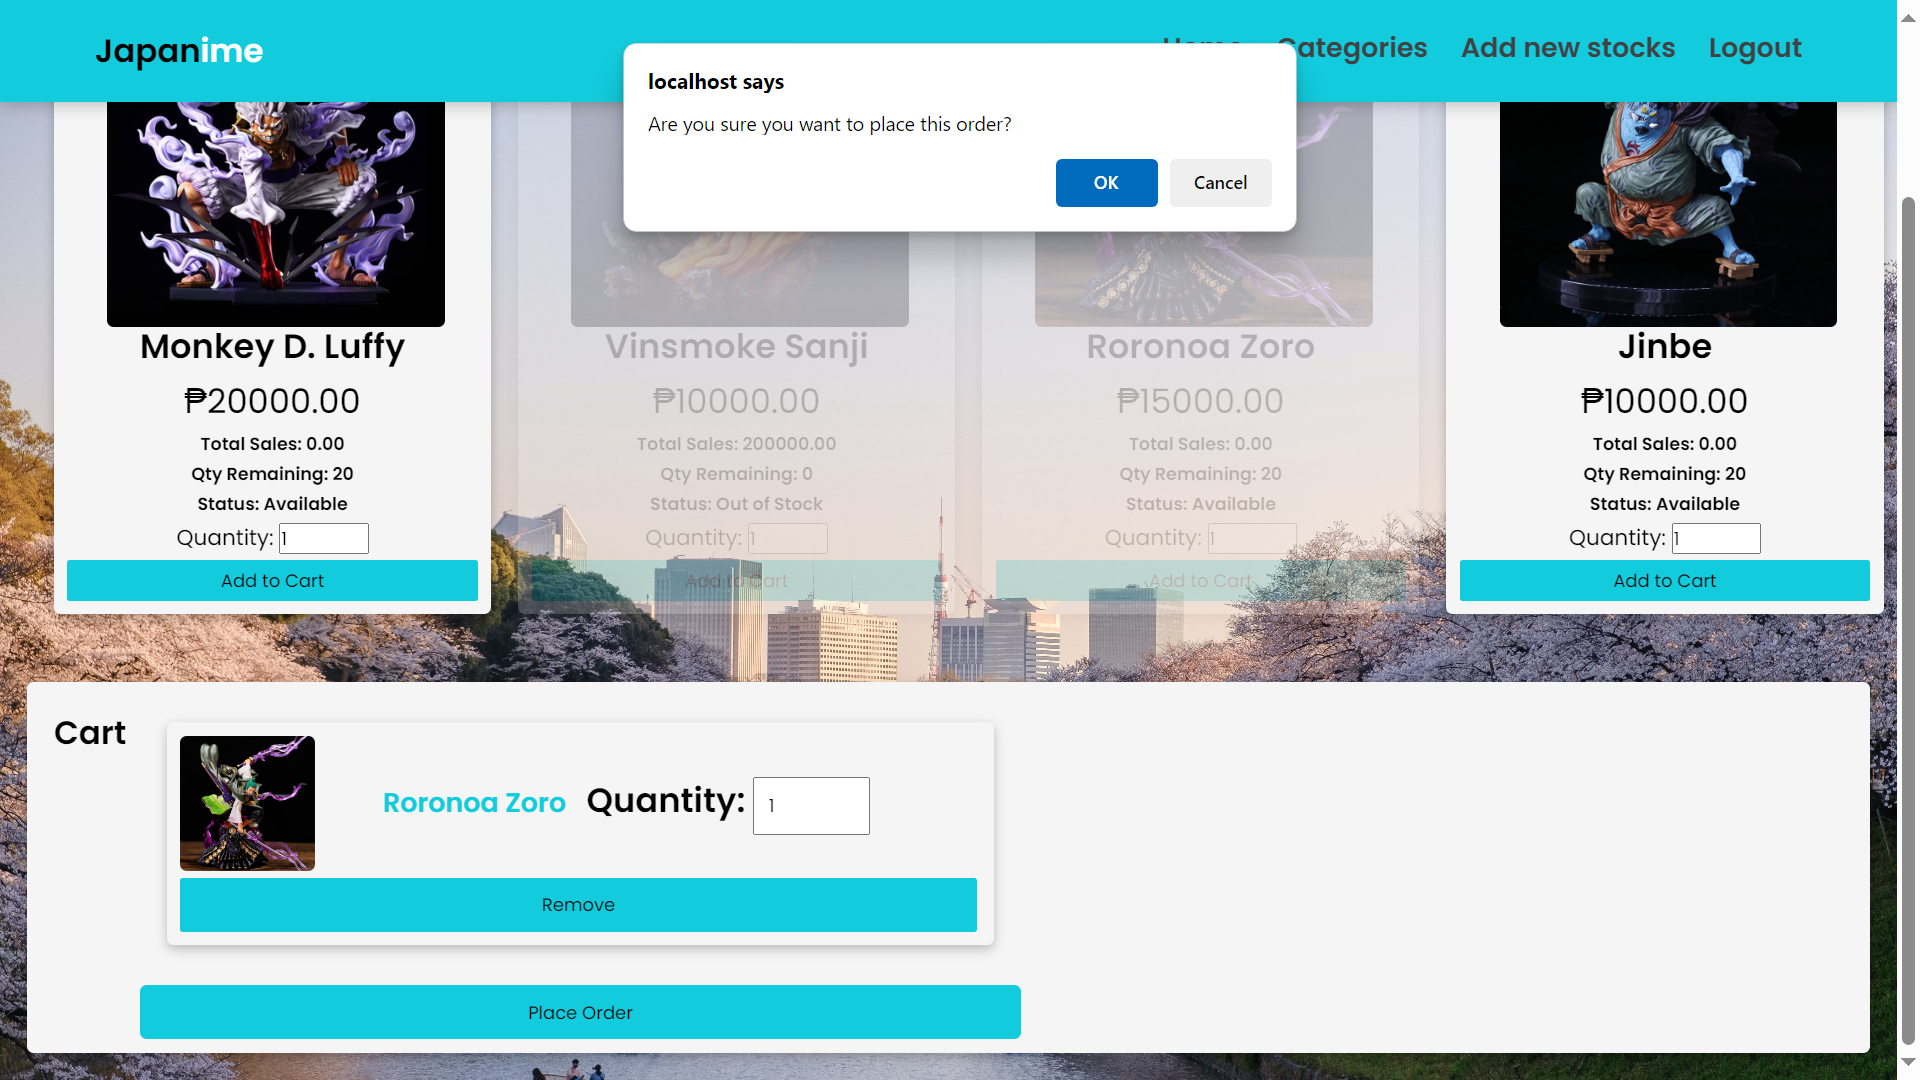 Japanime
Home
Categories
Add new stocks
Logout
localhost says
Are you sure you want to place this order?
OK
Cancel
Monkey D. Luffy
₱20000.00
Total Sales: 0.00
Qty Remaining: 20
Status: Available
Quantity: 1
Add to Cart
Vinsmoke Sanji
₱10000.00
Total Sales: 200000.00
Qty Remaining: 0
Status: Out of Stock
Quantity: 1
Add to Cart
Roronoa Zoro
₱15000.00
Total Sales: 0.00
Qty Remaining: 20
Status: Available
Quantity: 1
Add to Cart
Jinbe
₱10000.00
Total Sales: 0.00
Qty Remaining: 20
Status: Available
Quantity: 1
Add to Cart
Cart
Roronoa Zoro Quantity: 1
Remove
Place Order